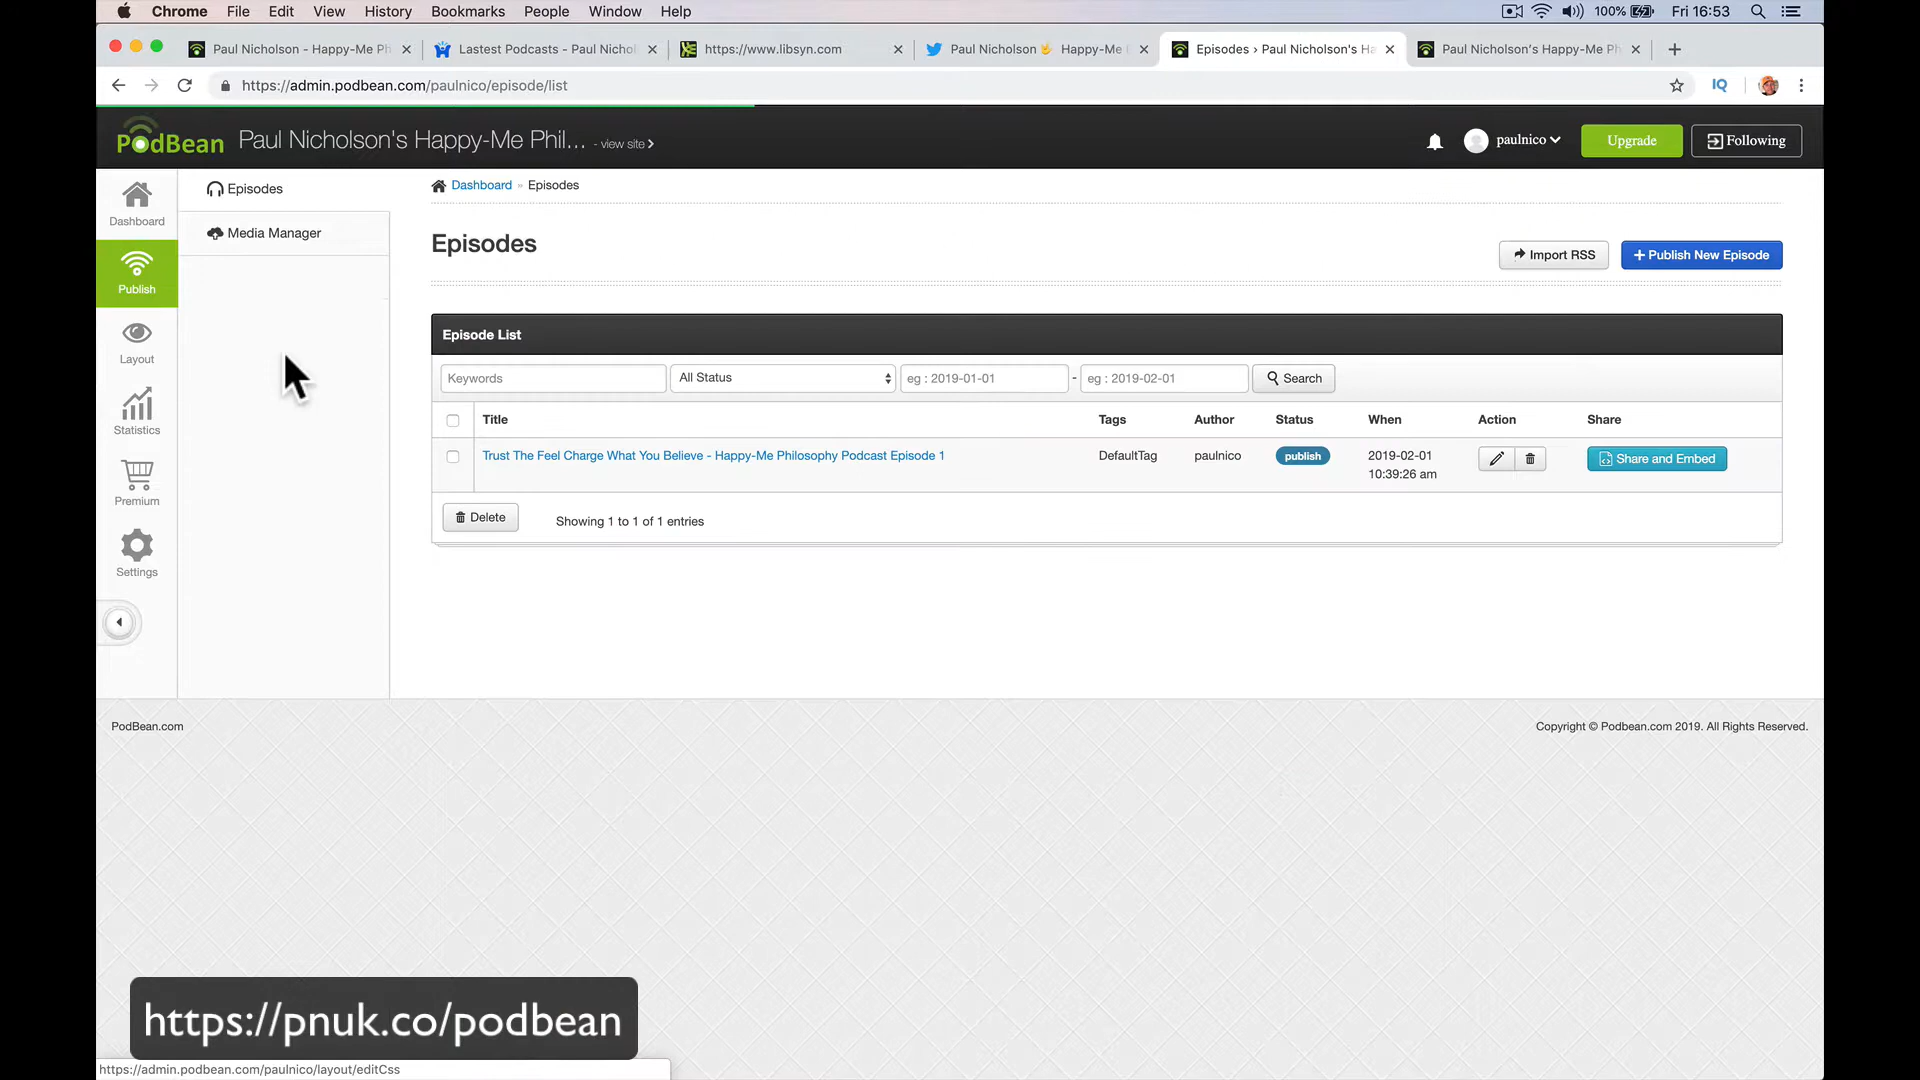 Chrome File Edit View History Bookmarks People Window Help 100% Fri 16:53
Paul Nicholson - Happy-Me Ph Lastest Podcasts - Paul Nichol https://www.libsyn.com Paul Nicholson 🤟 Happy-Me Episodes › Paul Nicholson's Ha Paul Nicholson's Happy-Me Ph
https://admin.podbean.com/paulnico/episode/list IQ
PodBean Paul Nicholson's Happy-Me Phil... - view site paulnico Upgrade Following
Dashboard
Publish
Layout
Statistics
Premium
Settings
Episodes
Media Manager
Dashboard » Episodes
Episodes
Import RSS + Publish New Episode
Episode List
Keywords All Status eg : 2019-01-01 - eg : 2019-02-01 Search
Title Tags Author Status When Action Share
Trust The Feel Charge What You Believe - Happy-Me Philosophy Podcast Episode 1 DefaultTag paulnico publish 2019-02-01 Share and Embed
10:39:26 am
Delete Showing 1 to 1 of 1 entries
PodBean.com Copyright © Podbean.com 2019. All Rights Reserved.
https://pnuk.co/podbean
https://admin.podbean.com/paulnico/layout/editCss